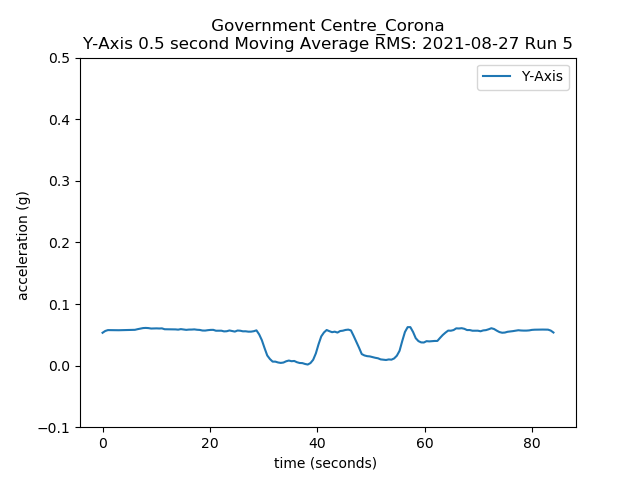 Government Centre_Corona
Y-Axis 0.5 second Moving Average RMS: 2021-08-27 Run 5
Y-Axis
0.5
0.4
0.3
0.2
0.1
0.0
−0.1
acceleration (g)
0 20 40 60 80
time (seconds)